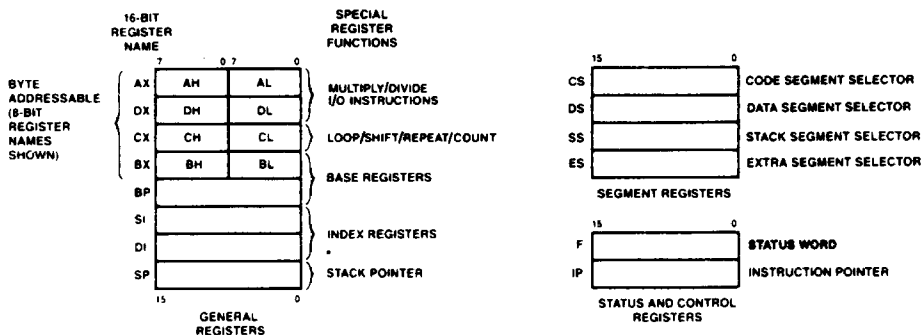 16-BIT
REGISTER
NAME
SPECIAL
REGISTER
FUNCTIONS
7 0 7 0
BYTE
ADDRESSABLE
(8-BIT
REGISTER
NAMES
SHOWN)
AX AH AL
DX DH DL
CX CH CL
BX BH BL
BP
SI
DI
SP
15 0
MULTIPLY/DIVIDE
I/O INSTRUCTIONS
LOOP/SHIFT/REPEAT/COUNT
BASE REGISTERS
INDEX REGISTERS
STACK POINTER
GENERAL
REGISTERS
15 0
CS CODE SEGMENT SELECTOR
DS DATA SEGMENT SELECTOR
SS STACK SEGMENT SELECTOR
ES EXTRA SEGMENT SELECTOR
SEGMENT REGISTERS
15 0
F STATUS WORD
IP INSTRUCTION POINTER
STATUS AND CONTROL
REGISTERS